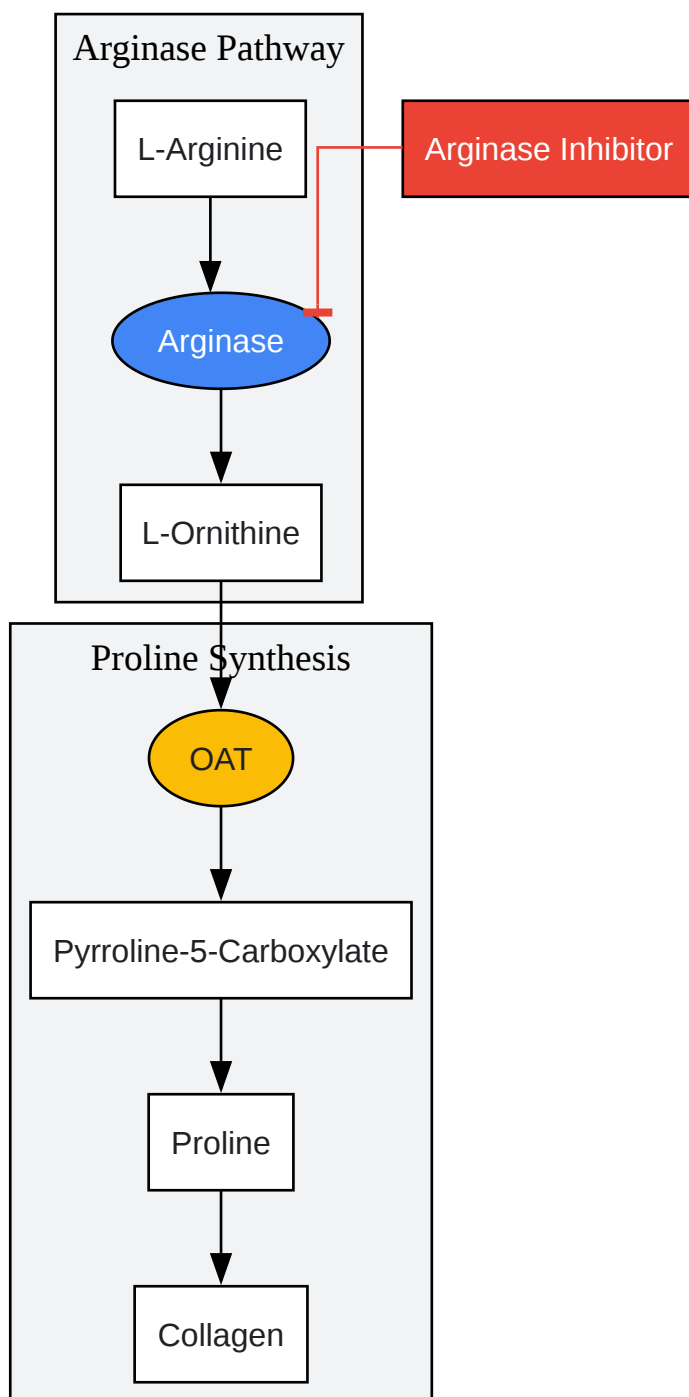 Arginase Pathway
L-Arginine
Arginase Inhibitor
Arginase
L-Ornithine
Proline Synthesis
OAT
Pyrroline-5-Carboxylate
Proline
Collagen